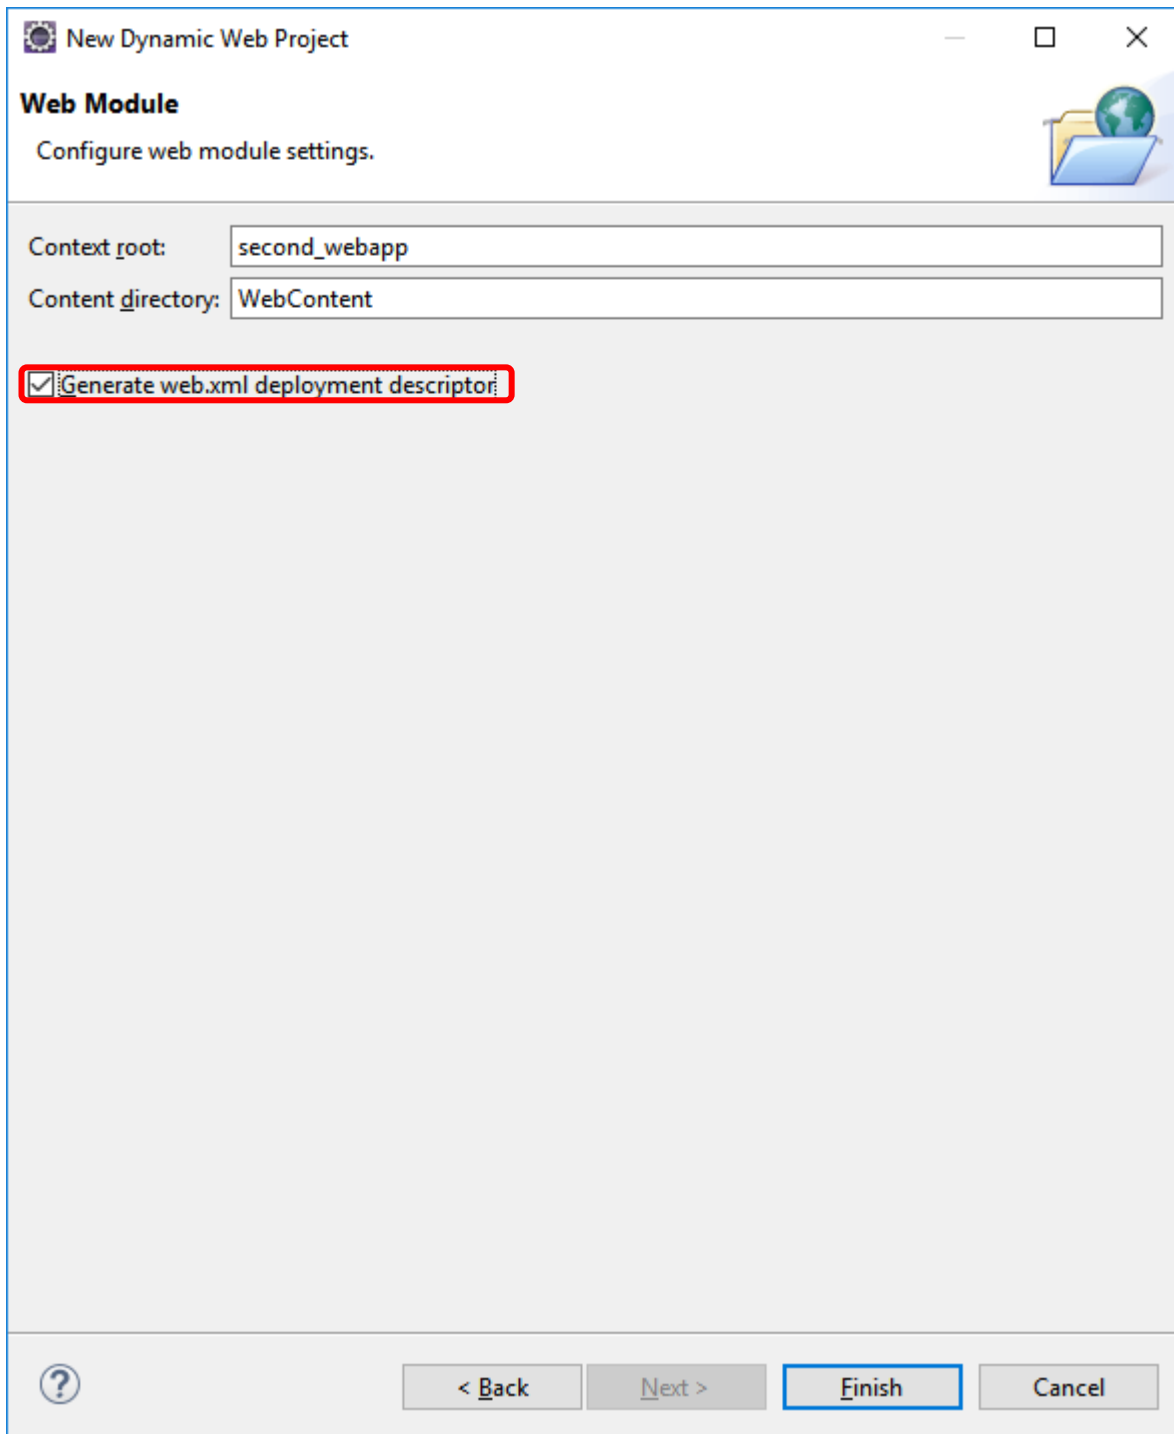 New Dynamic Web Project
Web Module
Configure web module settings.
Context root: second_webapp
Content directory: WebContent
Generate web.xml deployment descriptor
? < Back Next > Finish Cancel